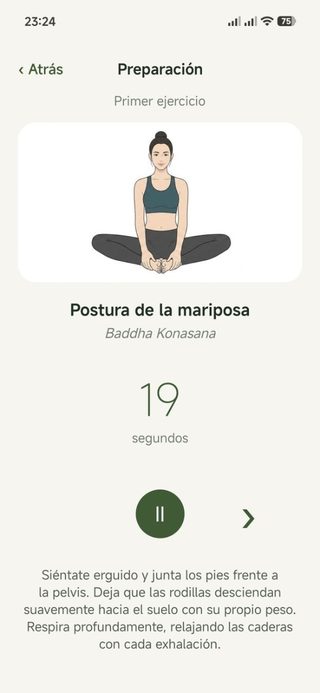 23:24
75
‹ Atrás
Preparación
Primer ejercicio
Postura de la mariposa
Baddha Konasana
19
segundos
Siéntate erguido y junta los pies frente a
la pelvis. Deja que las rodillas desciendan
suavemente hacia el suelo con su propio peso.
Respira profundamente, relajando las caderas
con cada exhalación.